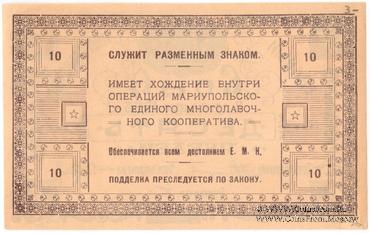 3-
10 СЛУЖИТ РАЗМЕННЫМ ЗНАКОМ. 10
ИМЕЕТ ХОЖДЕНИЕ ВНУТРИ
ОПЕРАЦИЙ МАРИУПОЛЬСКО-
ГО ЕДИНОГО МНОГОЛАВОЧ-
НОГО КООПЕРАТИВА.
Обеспечивается всем достоянием Е. М. К.
10 ПОДДЕЛКА ПРЕСЛЕДУЕТСЯ ПО ЗАКОНУ. 10